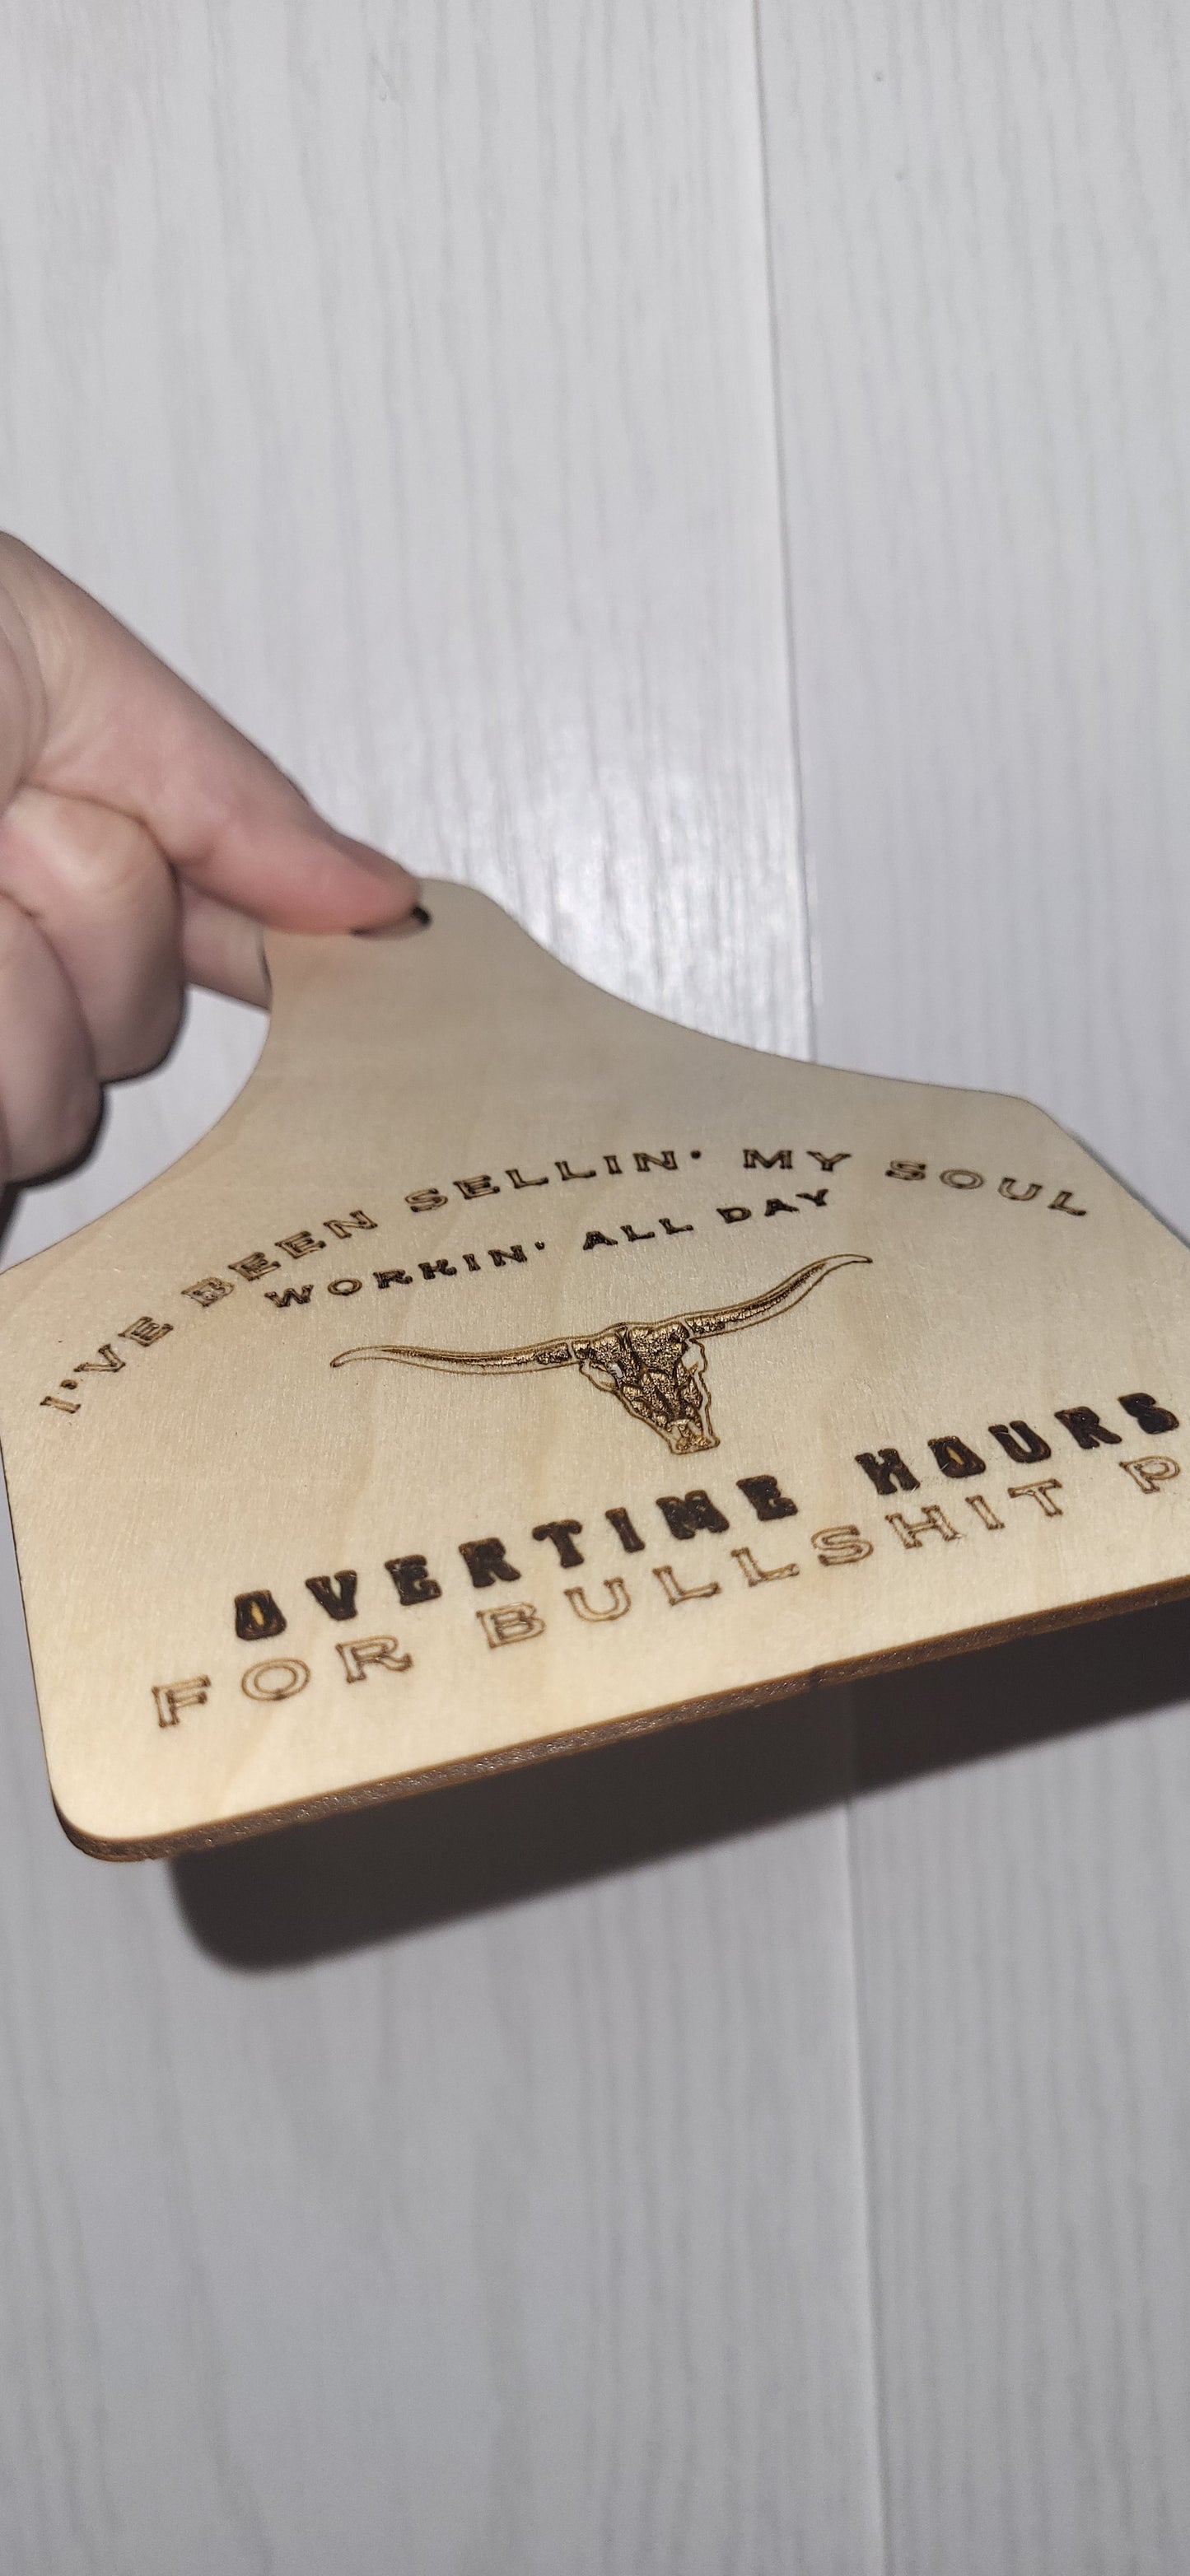 I'VE BEEN SELLIN' MY SOUL
WORKIN' ALL DAY
OVERTIME HOURS
FOR BULLSHIT P